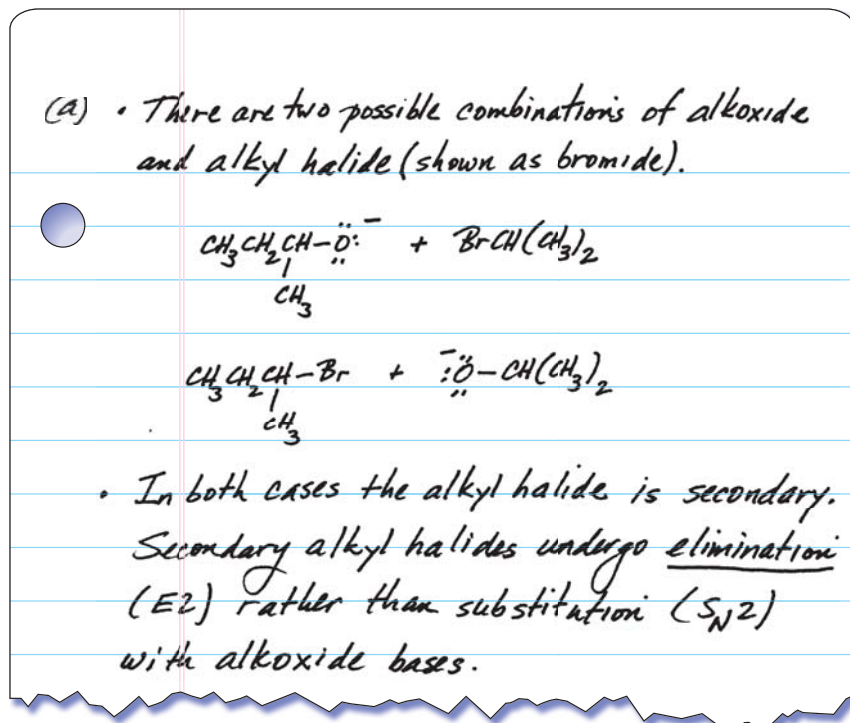 (a) • There are two possible combinations of alkoxide
and alkyl halide (shown as bromide).
CH₃CH₂CH–Ö:⁻ + BrCH(CH₃)₂
CH₃
CH₃CH₂CH–Br + ⁻:Ö–CH(CH₃)₂
CH₃
• In both cases the alkyl halide is secondary.
Secondary alkyl halides undergo elimination
(E2) rather than substitution (SN2)
with alkoxide bases.